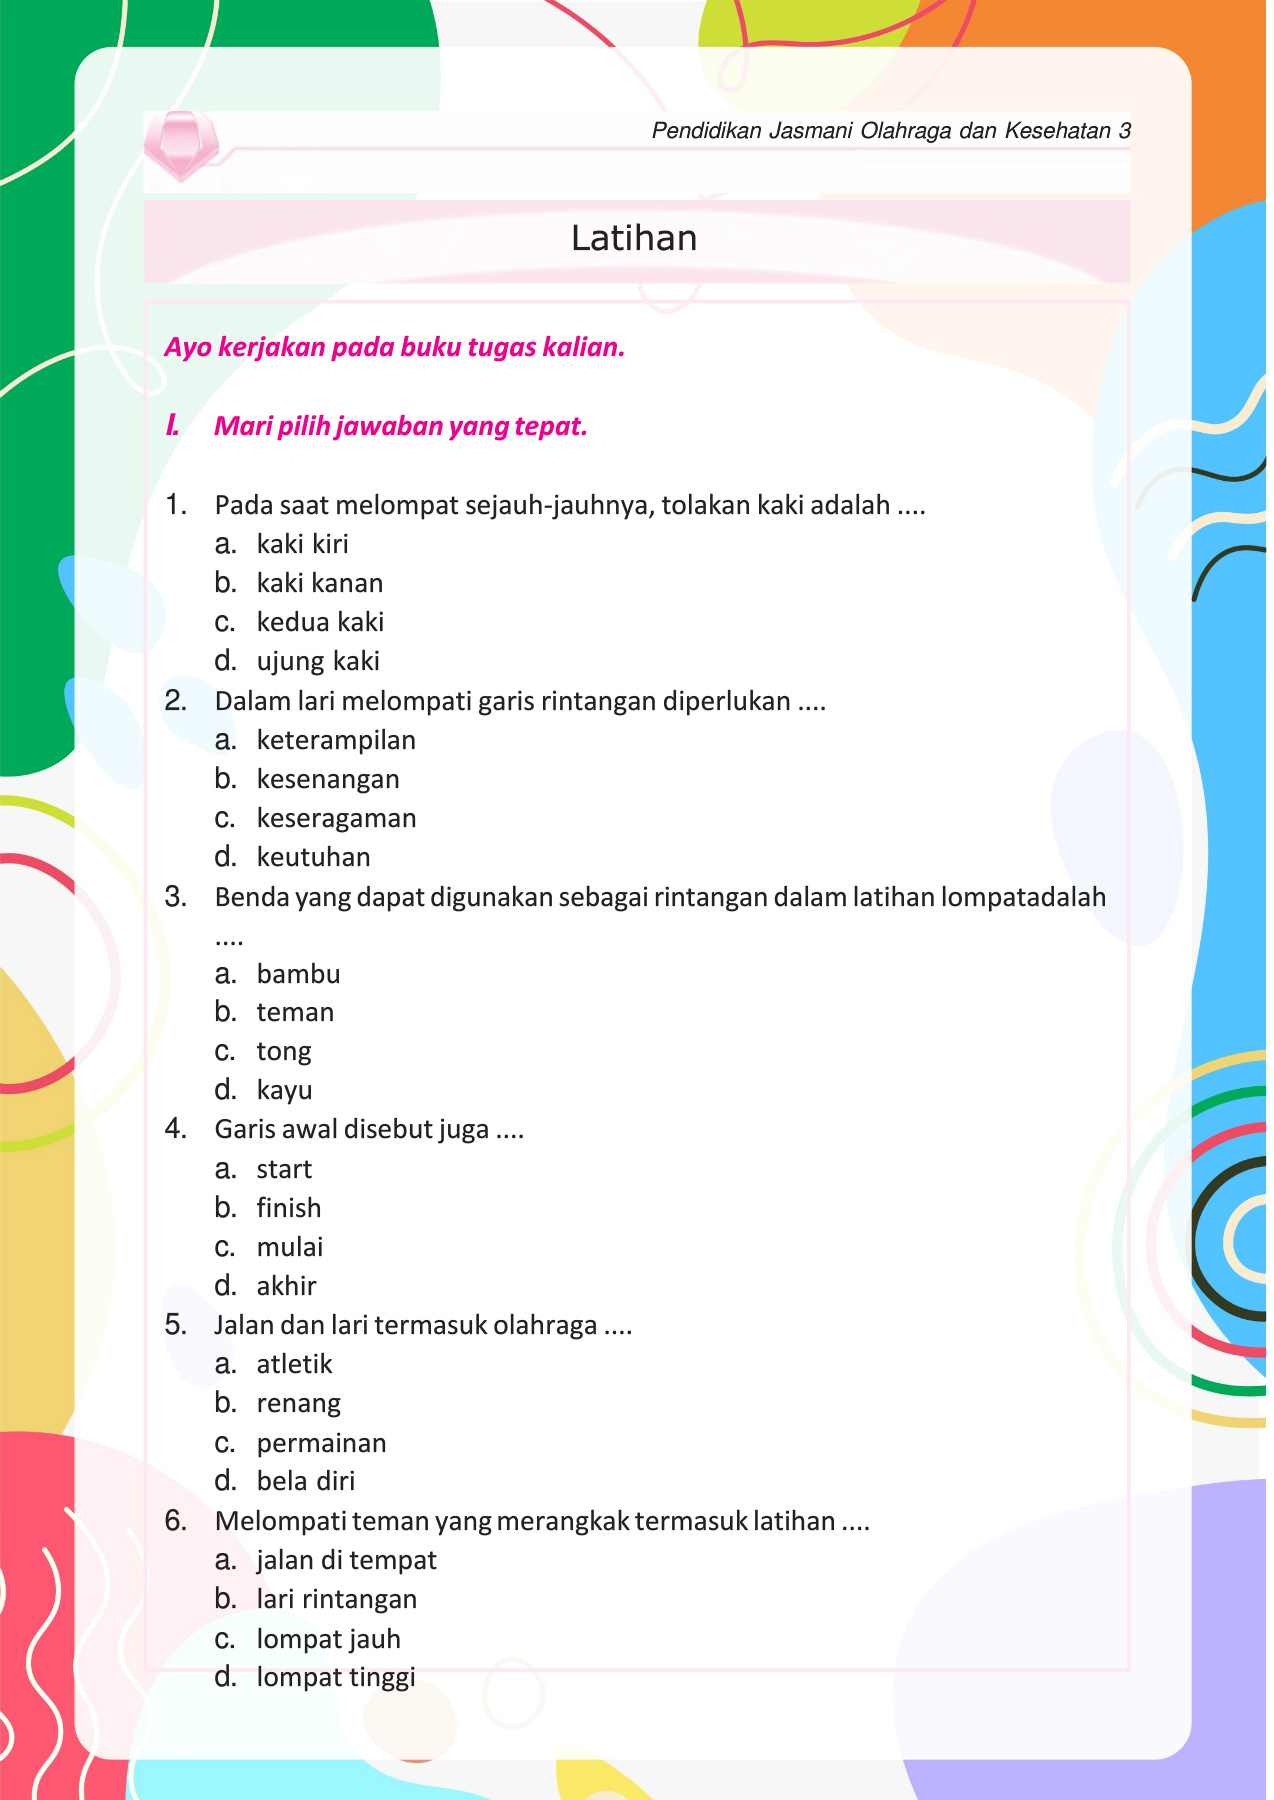 Pendidikan Jasmani Olahraga dan Kesehatan 3
Latihan
Ayo kerjakan pada buku tugas kalian.
I. Mari pilih jawaban yang tepat.
1. Pada saat melompat sejauh-jauhnya, tolakan kaki adalah ....
a. kaki kiri
b. kaki kanan
c. kedua kaki
d. ujung kaki
2. Dalam lari melompati garis rintangan diperlukan ....
a. keterampilan
b. kesenangan
c. keseragaman
d. keutuhan
3. Benda yang dapat digunakan sebagai rintangan dalam latihan lompatadalah
....
a. bambu
b. teman
c. tong
d. kayu
4. Garis awal disebut juga ....
a. start
b. finish
c. mulai
d. akhir
5. Jalan dan lari termasuk olahraga ....
a. atletik
b. renang
c. permainan
d. bela diri
6. Melompati teman yang merangkak termasuk latihan ....
a. jalan di tempat
b. lari rintangan
c. lompat jauh
d. lompat tinggi